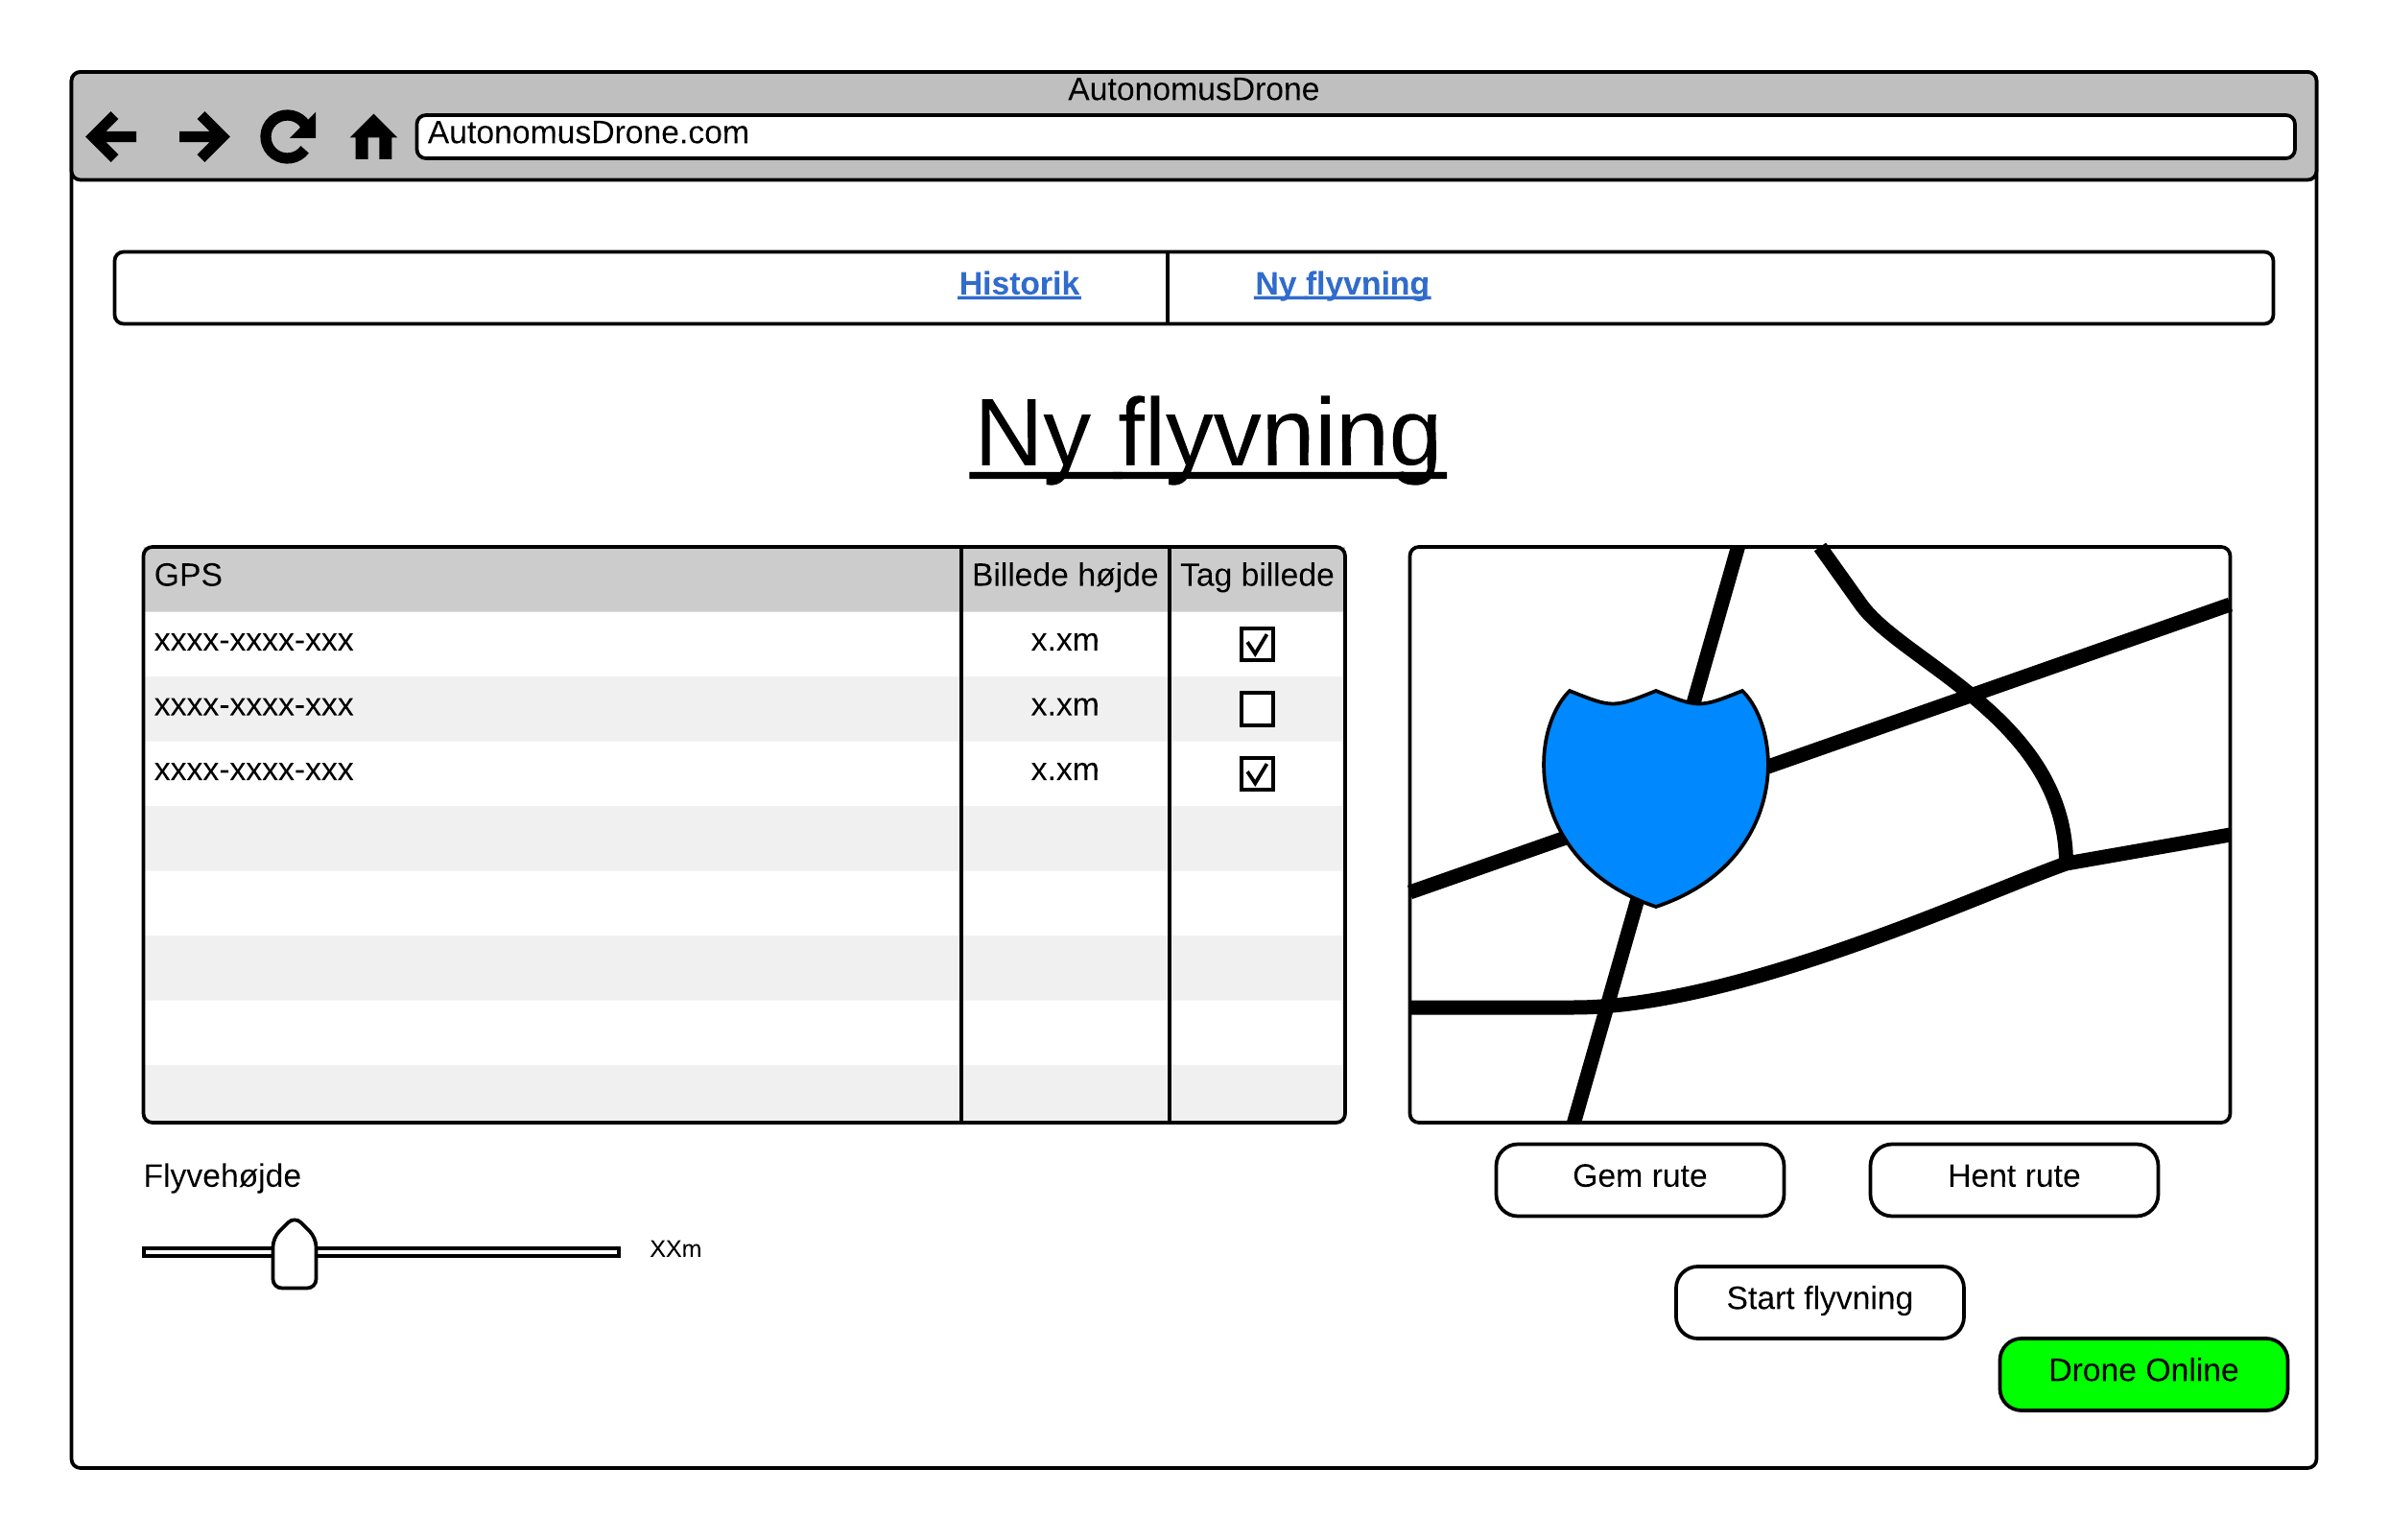 AutonomusDrone
AutonomusDrone.com
Historik
Ny flyvning
Ny flyvning
GPS Billede højde Tag billede
xxxx-xxxx-xxx x.xm
xxxx-xxxx-xxx x.xm
xxxx-xxxx-xxx x.xm
Flyvehøjde
XXm
Gem rute
Hent rute
Start flyvning
Drone Online